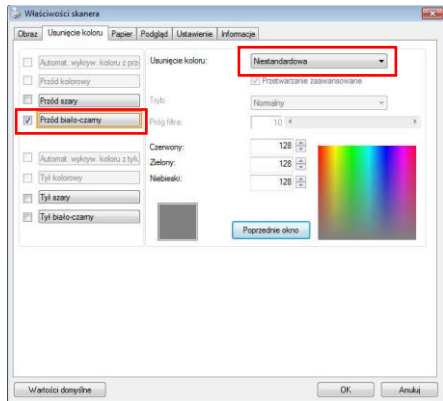 Właściwości skanera
Obraz Usunięcie koloru Papier Podgląd Ustawienie Informacje
Automat. wykryw. koloru z prz
Przód kolorowy
Przód szary
Przód biało-czarny
Automat. wykryw. koloru z tyłu
Tył kolorowy
Tył szary
Tył biało-czarny
Usunięcie koloru: Niestandardowa
Przetwarzanie zaawansowane
Tryb: Normalny
Próg filtra: 10
Czerwony: 128
Zielony: 128
Niebieski: 128
Poprzednie okno
Wartości domyślne OK Anuluj